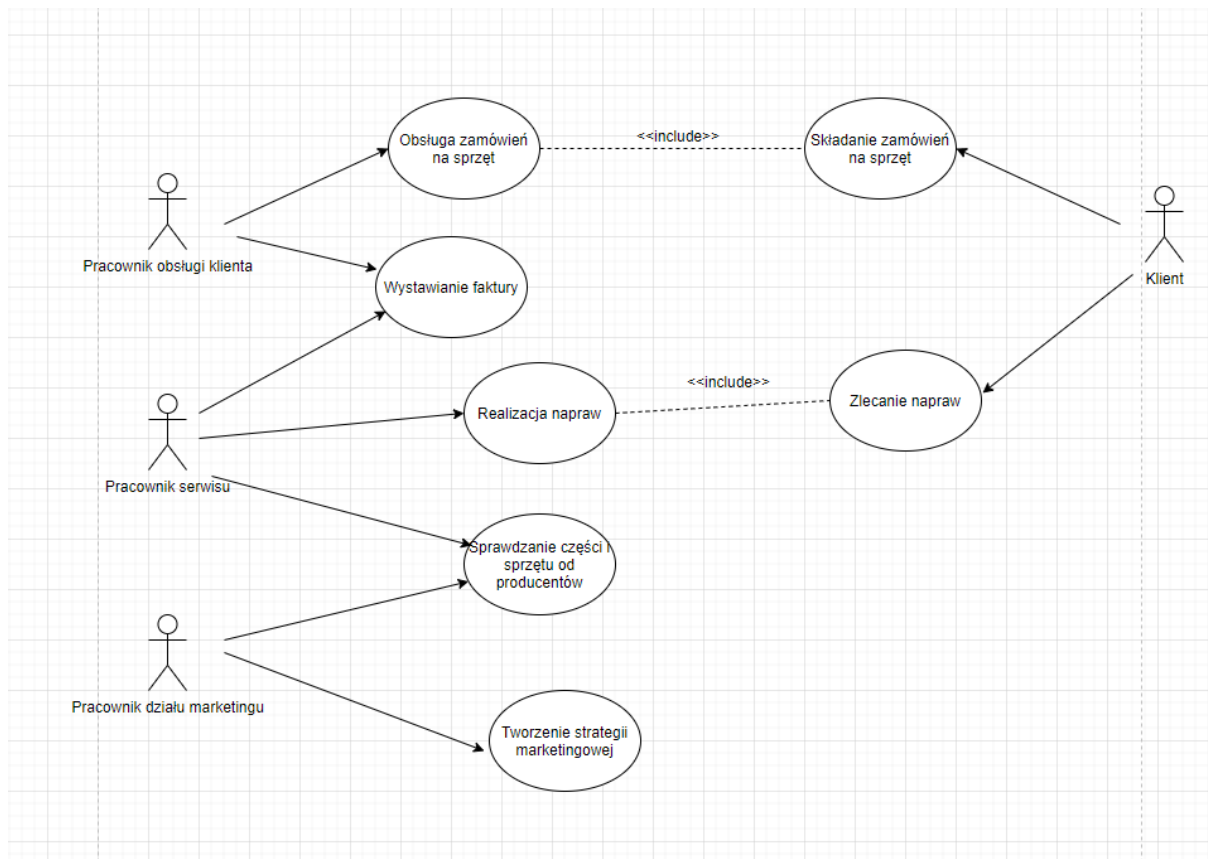 Obsługa zamówień
na sprzęt
<<include>>
Składanie zamówień
na sprzęt
Pracownik obsługi klienta
Wystawianie faktury
Klient
<<include>>
Realizacja napraw
Zlecanie napraw
Pracownik serwisu
Sprawdzanie części i
sprzętu od
producentów
Pracownik działu marketingu
Tworzenie strategii
marketingowej